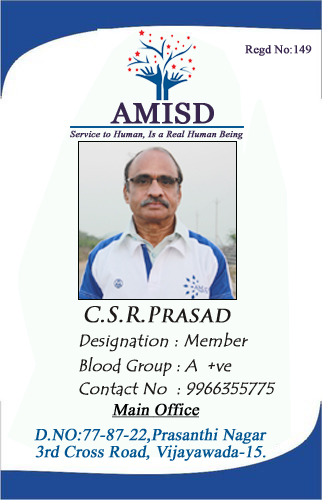 Regd No:149
AMISD
Service to Human, Is a Real Human Being
C.S.R.PRASAD
Designation : Member
Blood Group : A +ve
Contact No : 9966355775
Main Office
D.NO:77-87-22,Prasanthi Nagar
3rd Cross Road, Vijayawada-15.